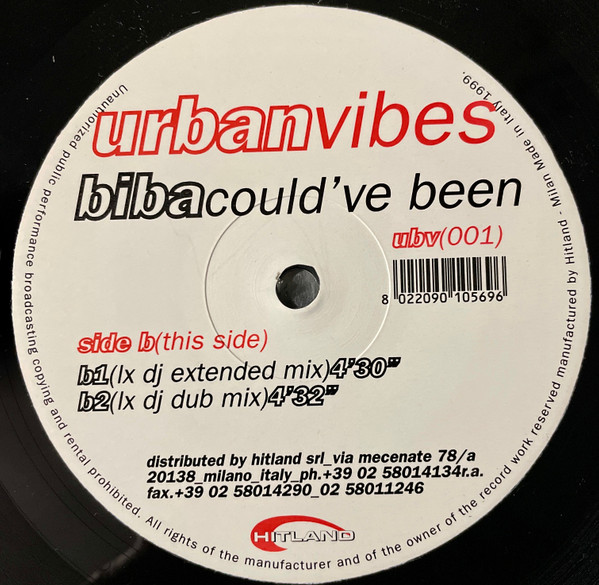 urbanvibes
bibacould've been
ubv(001)
8 022090 105696
side b(this side)
b1(lx dj extended mix)4'30"
b2(lx dj dub mix)4'32"
distributed by hitland srl_via mecenate 78/a
20138_milano_italy_ph.+39 02 58014134r.a.
fax.+39 02 58014290_02 58011246
HITLAND
Unauthorized public performance broadcasting copying and rental prohibited. All rights of the manufacturer and of the owner of the record work reserved manufactured by Hitland - Milan Made in Italy 1999.